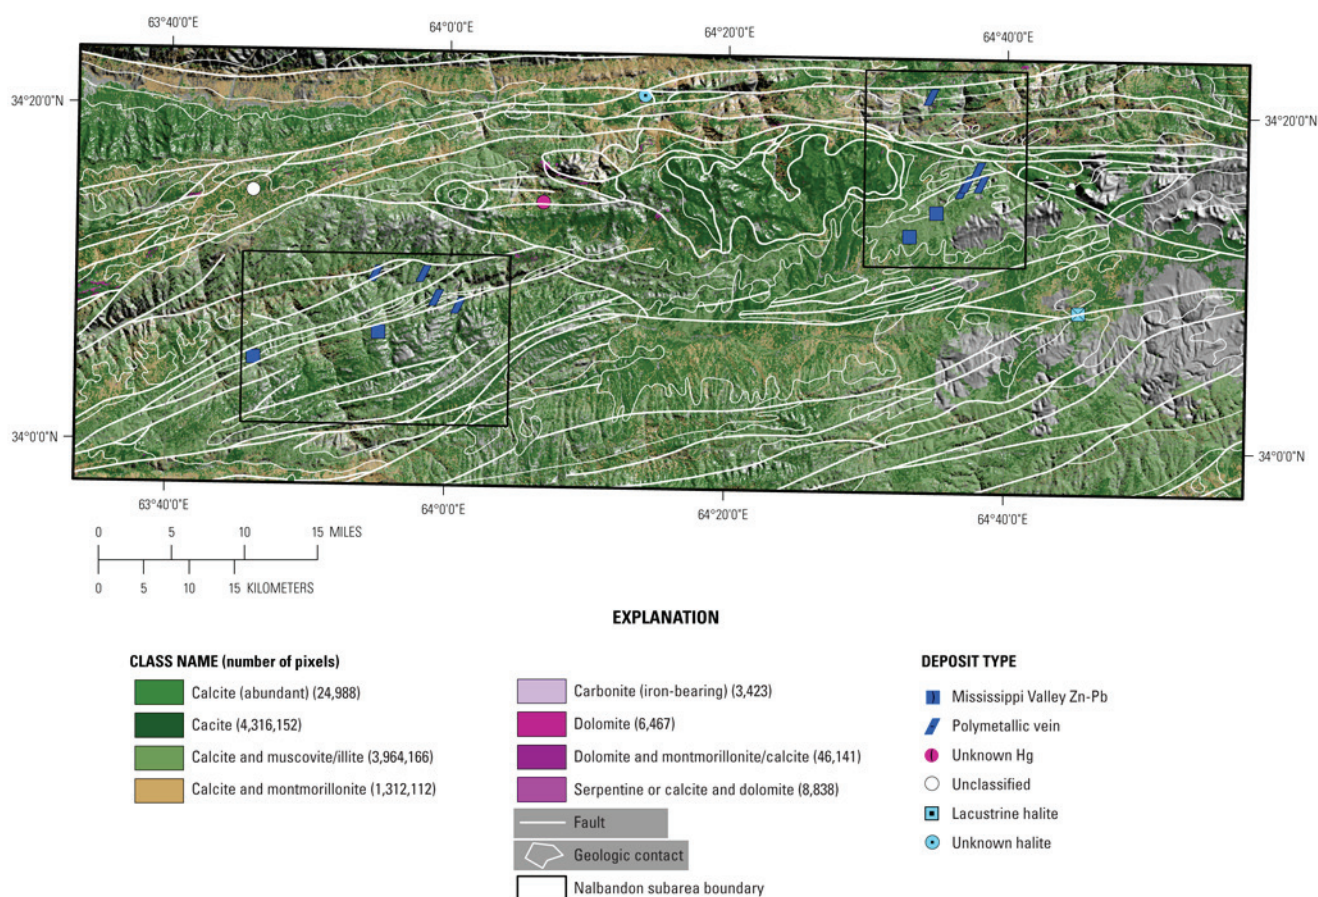 63°40'0"E
64°0'0"E
64°20'0"E
64°40'0"E
34°20'0"N
34°20'0"N
34°0'0"N
34°0'0"N
63°40'0"E
64°0'0"E
64°20'0"E
64°40'0"E
0 5 10 15 MILES
0 5 10 15 KILOMETERS
EXPLANATION
CLASS NAME (number of pixels)
Calcite (abundant) (24,988)
Cacite (4,316,152)
Calcite and muscovite/illite (3,964,166)
Calcite and montmorillonite (1,312,112)
Carbonite (iron-bearing) (3,423)
Dolomite (6,467)
Dolomite and montmorillonite/calcite (46,141)
Serpentine or calcite and dolomite (8,838)
Fault
Geologic contact
Nalbandon subarea boundary
DEPOSIT TYPE
Mississippi Valley Zn-Pb
Polymetallic vein
Unknown Hg
Unclassified
Lacustrine halite
Unknown halite